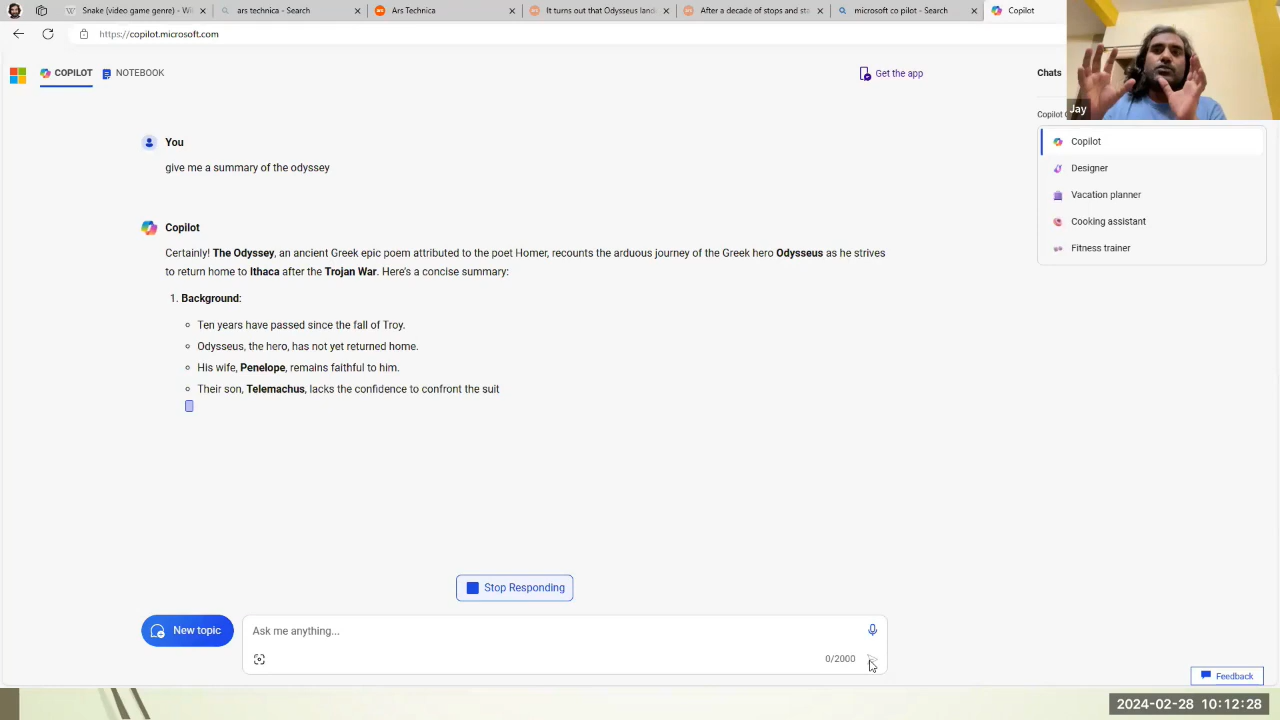 Snake (video game genre) - Wi
ars technica - Search
Ars Technica
It turns out that Odysseus land
After a decade of stops and sta
microsoft co pilot - Search
Copilot
https://copilot.microsoft.com
COPILOT
NOTEBOOK
Get the app
Chats
Jay
Copilot
Copilot
Designer
Vacation planner
Cooking assistant
Fitness trainer
You
give me a summary of the odyssey
Copilot
Certainly! The Odyssey, an ancient Greek epic poem attributed to the poet Homer, recounts the arduous journey of the Greek hero Odysseus as he strives
to return home to Ithaca after the Trojan War. Here's a concise summary:
1. Background:
Ten years have passed since the fall of Troy.
Odysseus, the hero, has not yet returned home.
His wife, Penelope, remains faithful to him.
Their son, Telemachus, lacks the confidence to confront the suit
Stop Responding
New topic
Ask me anything...
0/2000
Feedback
2024-02-28 10:12:28